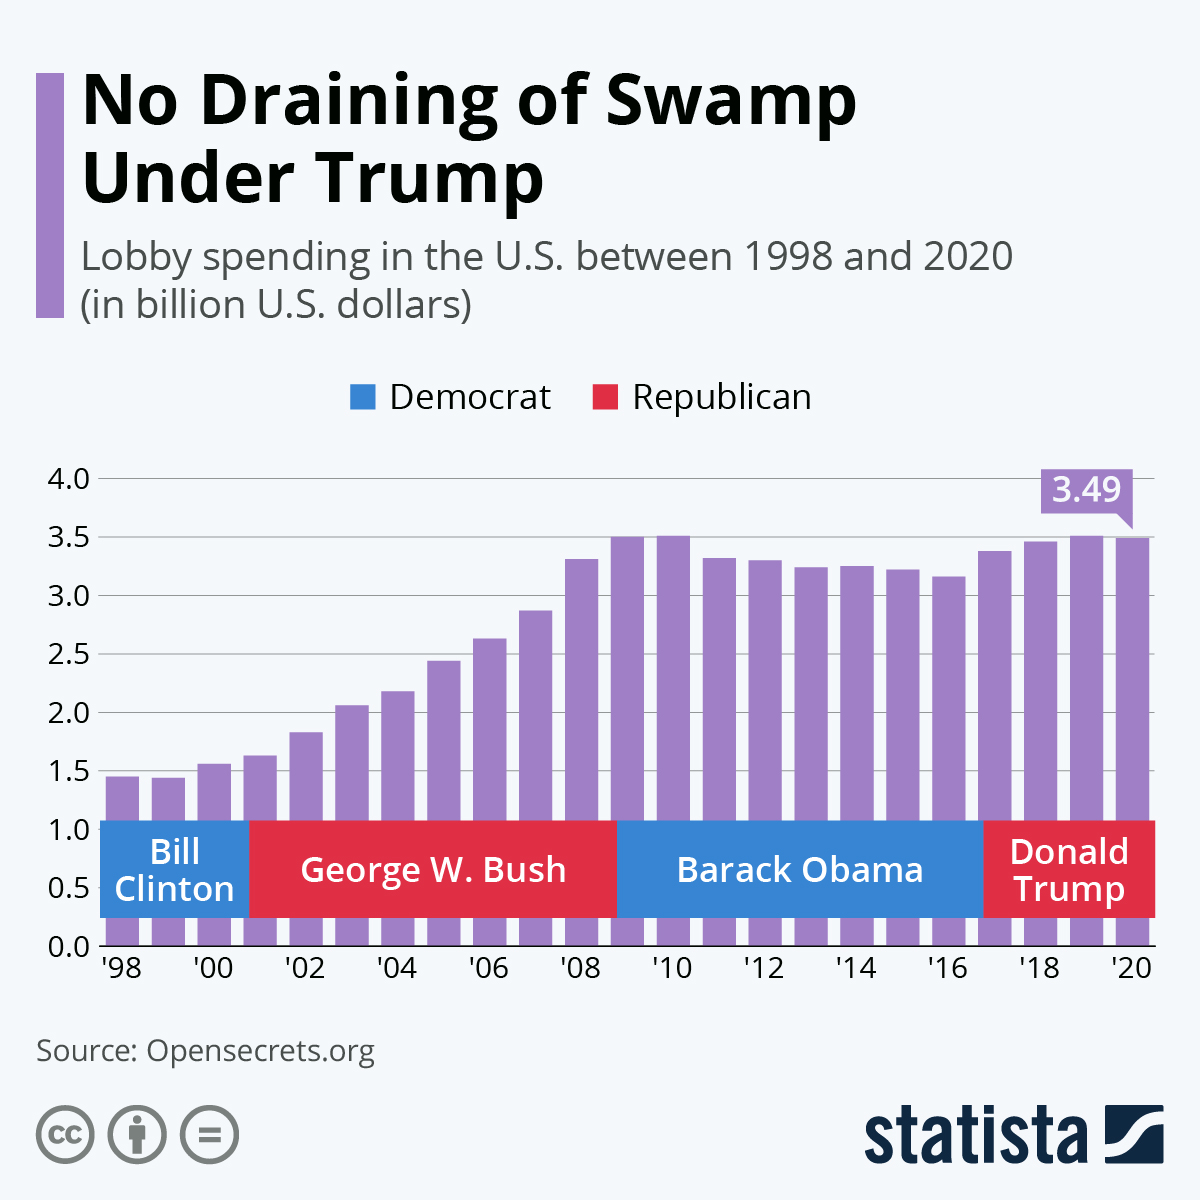 No Draining of Swamp
Under Trump
Lobby spending in the U.S. between 1998 and 2020
(in billion U.S. dollars)
Democrat
Republican
4.0
3.5
3.0
2.5
2.0
1.5
1.0
0.5
0.0
3.49
Bill
Clinton
George W. Bush
Barack Obama
Donald
Trump
'98 '00 '02 '04 '06 '08 '10 '12 '14 '16 '18 '20
Source: Opensecrets.org
cc
statista